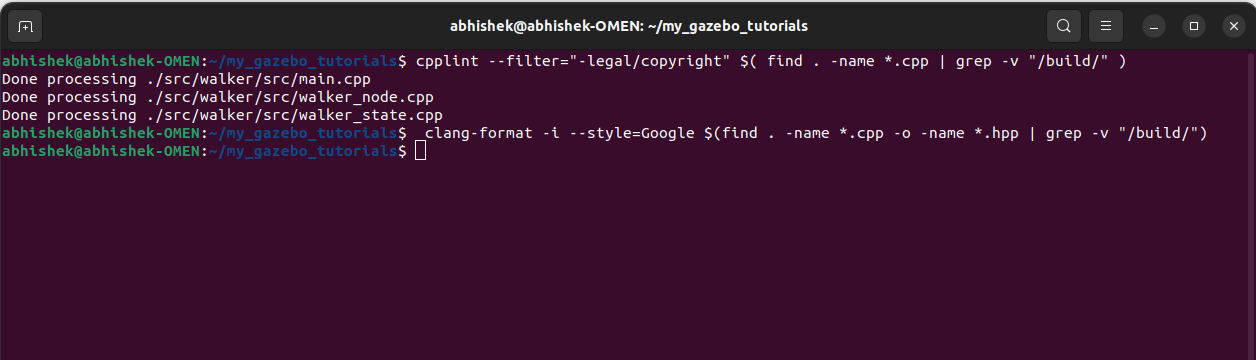 abhishek@abhishek-OMEN: ~/my_gazebo_tutorials
abhishek@abhishek-OMEN:~/my_gazebo_tutorials$ cpplint --filter="-legal/copyright" $( find . -name *.cpp | grep -v "/build/" )
Done processing ./src/walker/src/main.cpp
Done processing ./src/walker/src/walker_node.cpp
Done processing ./src/walker/src/walker_state.cpp
abhishek@abhishek-OMEN:~/my_gazebo_tutorials$ clang-format -i --style=Google $(find . -name *.cpp -o -name *.hpp | grep -v "/build/")
abhishek@abhishek-OMEN:~/my_gazebo_tutorials$